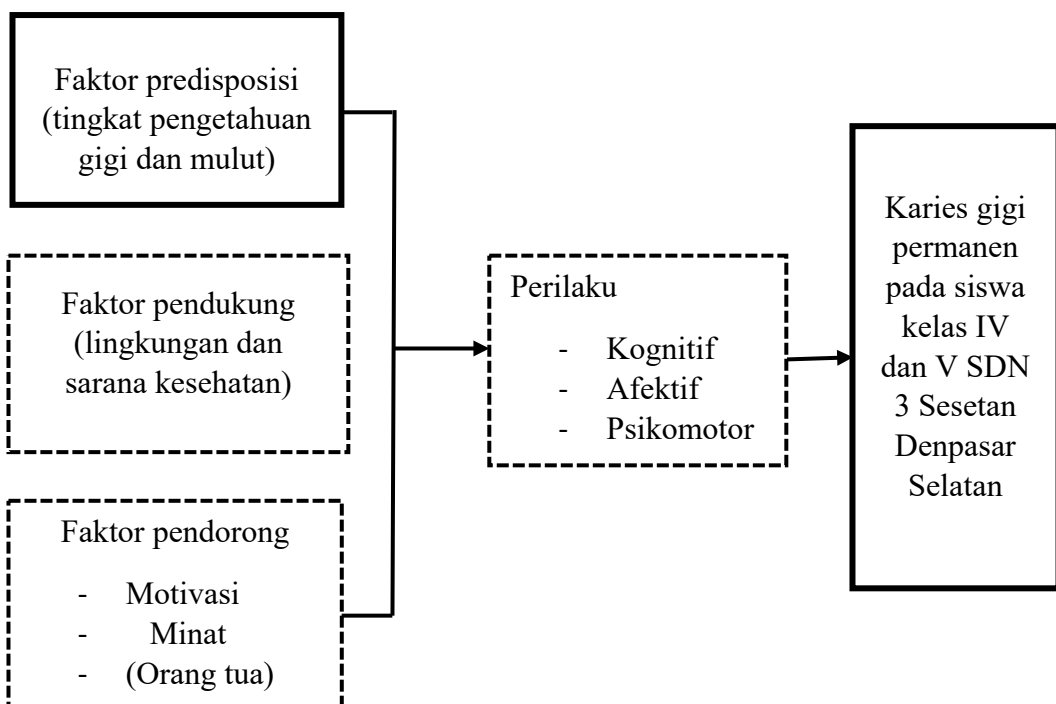 Faktor predisposisi
(tingkat pengetahuan
gigi dan mulut)
Faktor pendukung
(lingkungan dan
sarana kesehatan)
Faktor pendorong
- Motivasi
- Minat
- (Orang tua)
Perilaku
- Kognitif
- Afektif
- Psikomotor
Karies gigi
permanen
pada siswa
kelas IV
dan V SDN
3 Sesetan
Denpasar
Selatan